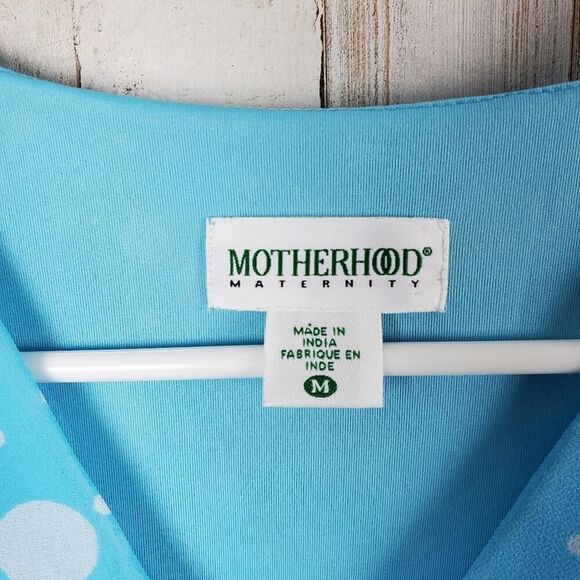 MOTHERHOOD®
MATERNITY
MADE IN
INDIA
FABRIQUE EN
INDE
M